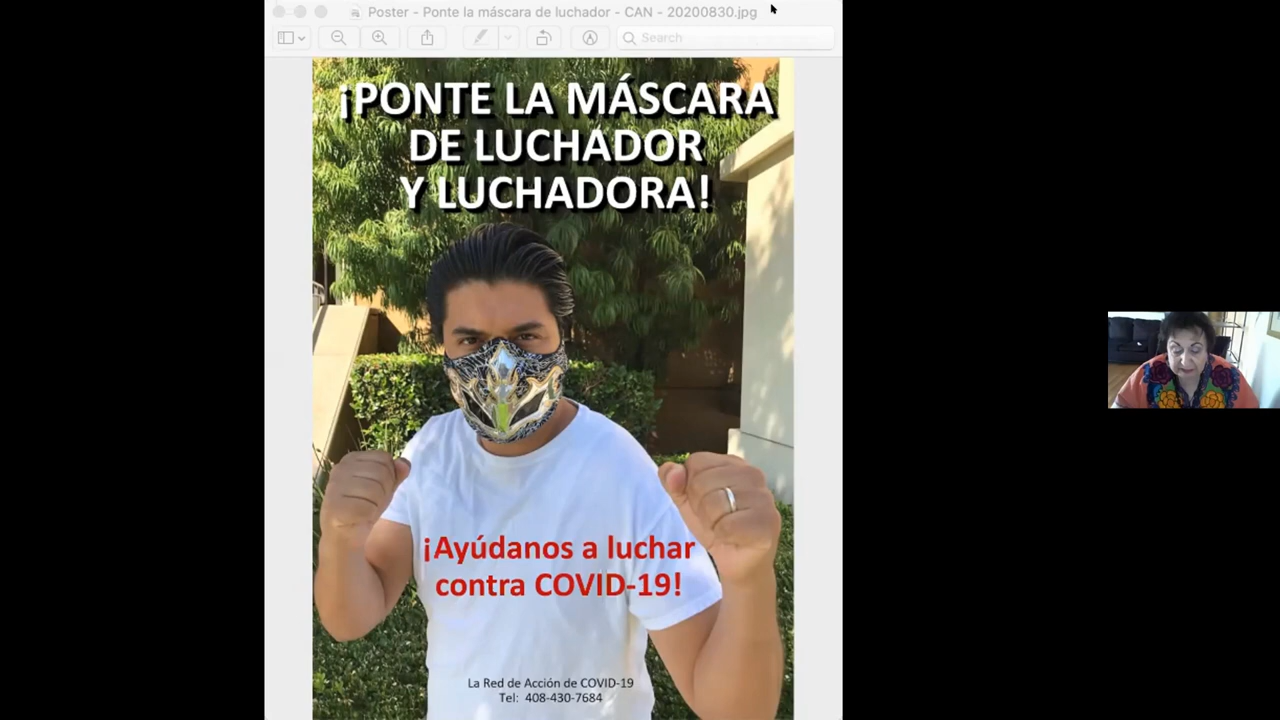 Poster - Ponte la máscara de luchador - CAN - 20200830.jpg
Search
¡PONTE LA MÁSCARA
DE LUCHADOR
Y LUCHADORA!
¡Ayúdanos a luchar
contra COVID-19!
La Red de Acción de COVID-19
Tel: 408-430-7684